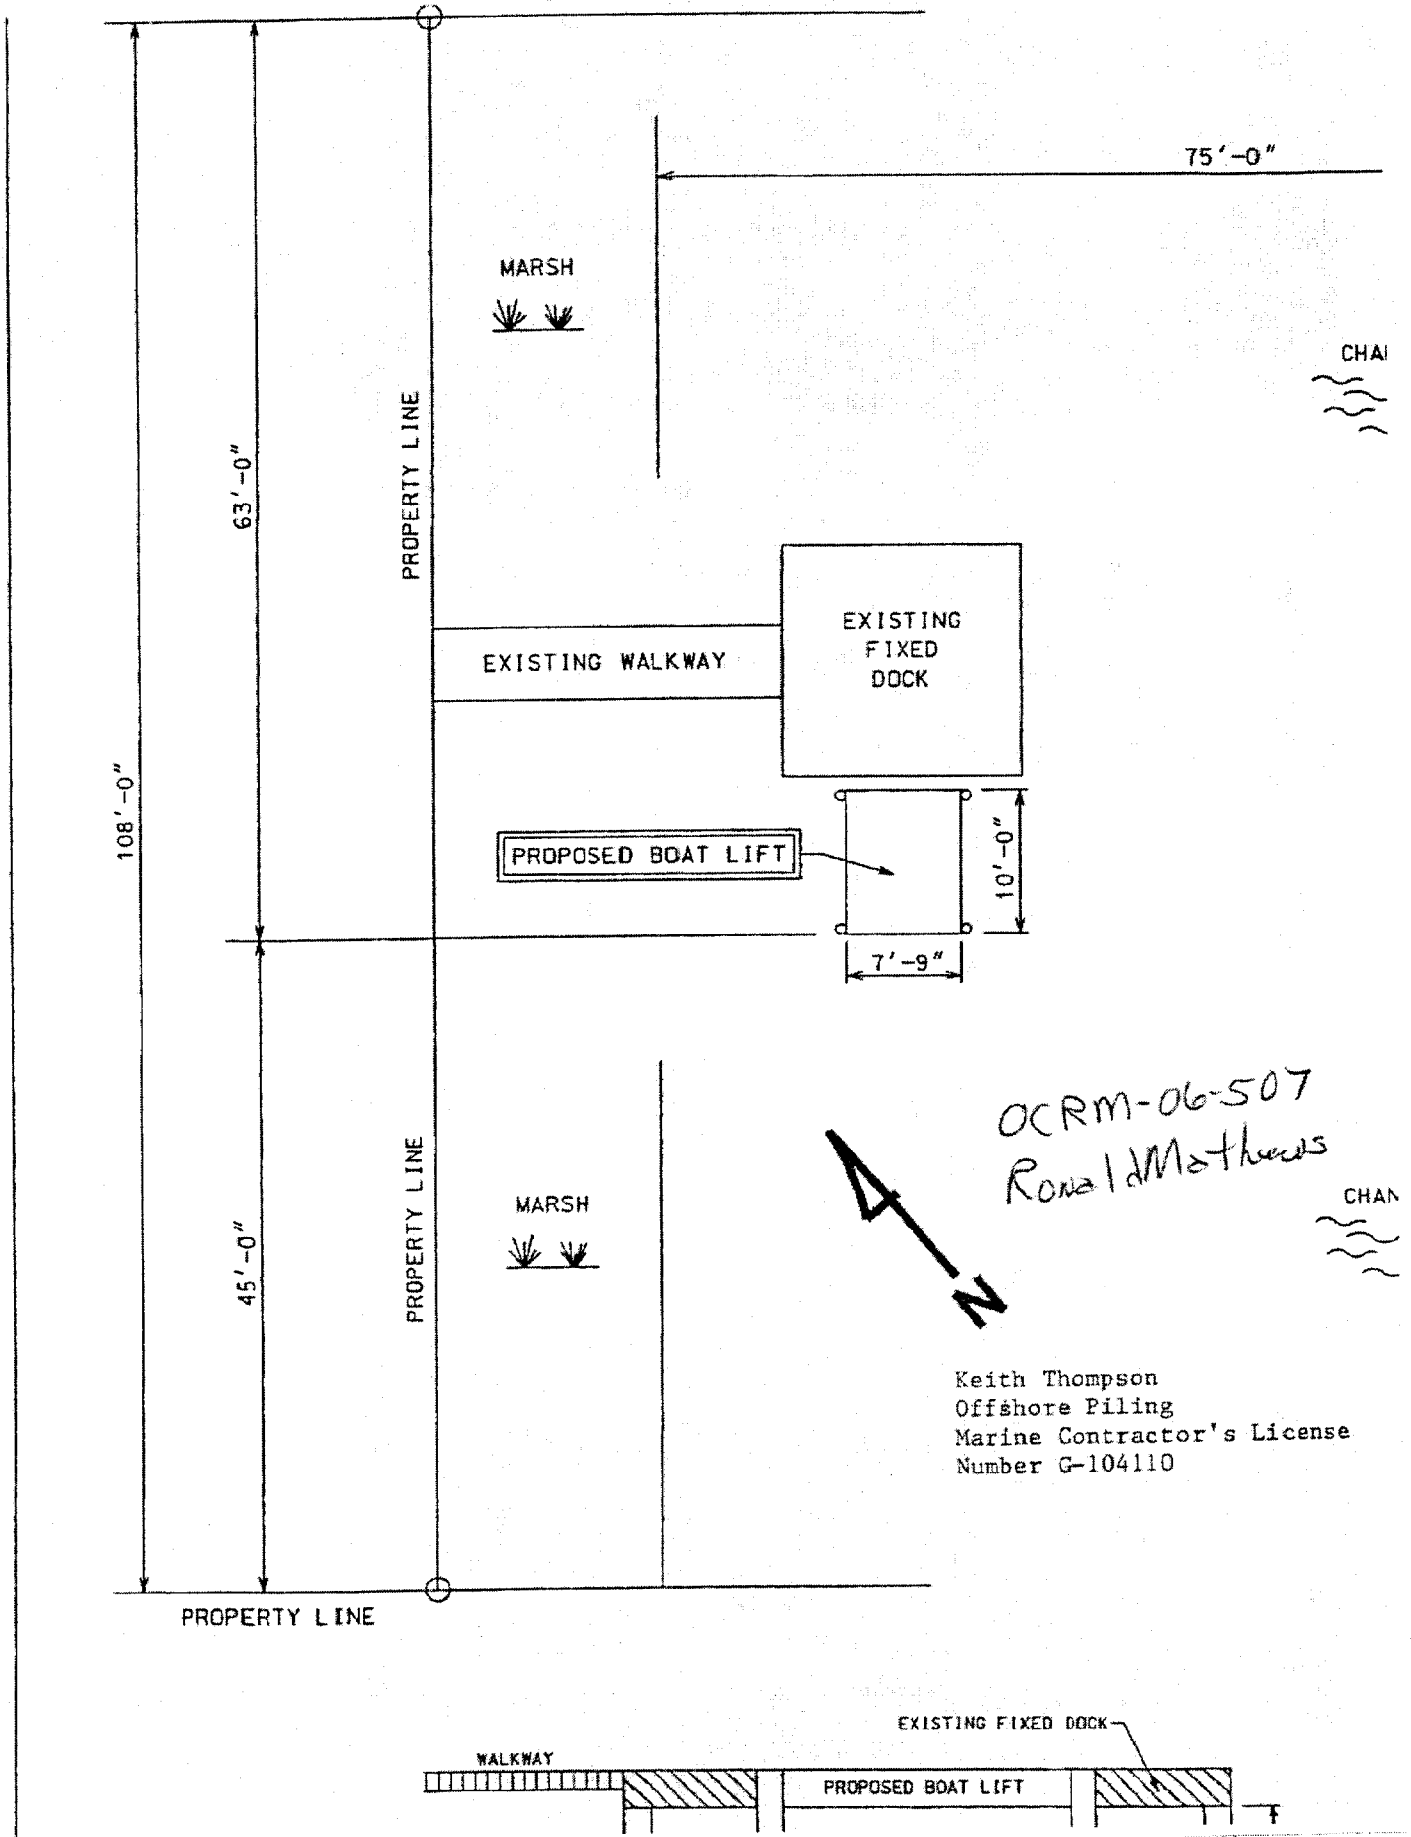 75'-0"
MARSH
63'-0"
PROPERTY LINE
EXISTING
FIXED
DOCK
EXISTING WALKWAY
108'-0"
PROPOSED BOAT LIFT
10'-0"
7'-9"
OCRM-06-507
Ronald Mathews
MARSH
PROPERTY LINE
45'-0"
N
Keith Thompson
Offshore Piling
Marine Contractor's License
Number G-104110
PROPERTY LINE
EXISTING FIXED DOCK
WALKWAY
PROPOSED BOAT LIFT